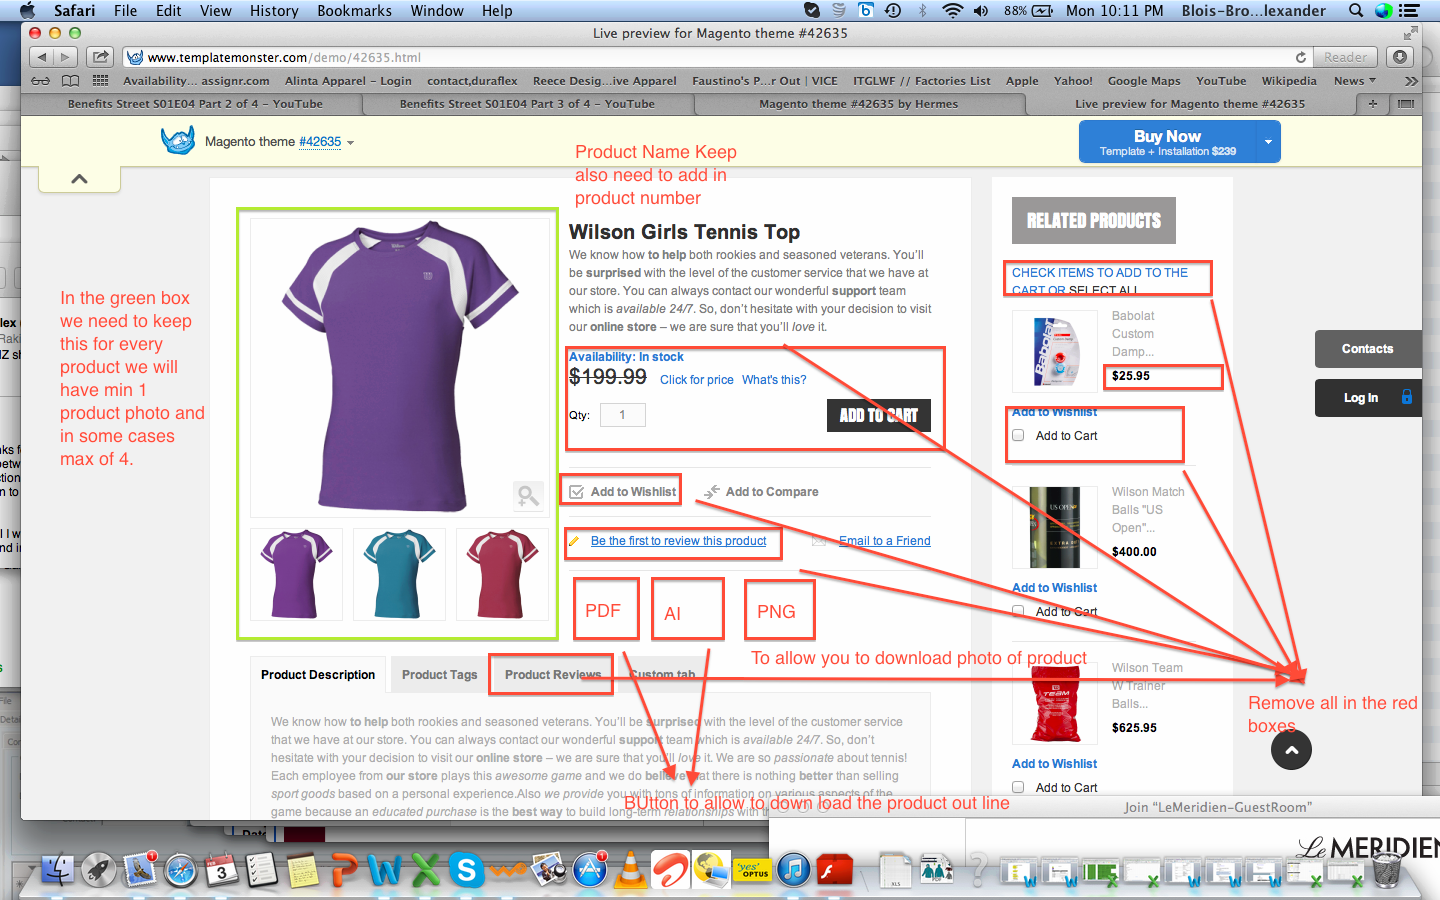 Safari File Edit View History Bookmarks Window Help
88% Mon 10:11 PM Blois-Bro...lexander
Live preview for Magento theme #42635
www.templatemonster.com/demo/42635.html
Reader
Availability... assignr.com Alinta Apparel - Login contact,duraflex Reece Desig...ive Apparel Faustino's P...r Out | VICE ITGLWF // Factories List Apple Yahoo! Google Maps YouTube Wikipedia News
Benefits Street S01E04 Part 2 of 4 - YouTube
Benefits Street S01E04 Part 3 of 4 - YouTube
Magento theme #42635 by Hermes
Live preview for Magento theme #42635
Magento theme #42635
Buy Now
Template + Installation $239
Product Name Keep
also need to add in
product number
In the green box
we need to keep
this for every
product we will
have min 1
product photo and
in some cases
max of 4.
Wilson Girls Tennis Top
We know how to help both rookies and seasoned veterans. You'll
be surprised with the level of the customer service that we have at
our store. You can always contact our wonderful support team
which is available 24/7. So, don't hesitate with your decision to visit
our online store – we are sure that you'll love it.
Availability: In stock
$199.99 Click for price What's this?
Qty: 1
ADD TO CART
Add to Wishlist
Add to Compare
Be the first to review this product
Email to a Friend
PDF
AI
PNG
To allow you to download photo of product
Product Description
Product Tags
Product Reviews
Custom tab
We know how to help both rookies and seasoned veterans. You'll be surprised with the level of the customer service
that we have at our store. You can always contact our wonderful support team which is available 24/7. So, don't
hesitate with your decision to visit our online store – we are sure that you'll love it. We are so passionate about tennis!
Each employee from our store plays this awesome game and we do believe that there is nothing better than selling
sport goods based on a personal experience.Also we provide you with tons of information on various aspects of the
game because an educated purchase is the best way to build long-term relationships with th
BUtton to allow to down load the product out line
RELATED PRODUCTS
CHECK ITEMS TO ADD TO THE
CART OR SELECT ALL
Babolat
Custom
Damp...
$25.95
Add to Wishlist
Add to Cart
Wilson Match
Balls "US
Open"...
$400.00
Add to Wishlist
Add to Cart
Wilson Team
W Trainer
Balls...
$625.95
Add to Wishlist
Add to Cart
Contacts
Log In
Remove all in the red
boxes
Join “LeMeridien-GuestRoom”
Le MERIDIEN
FEB
3
'yes'
OPTUS
XLS